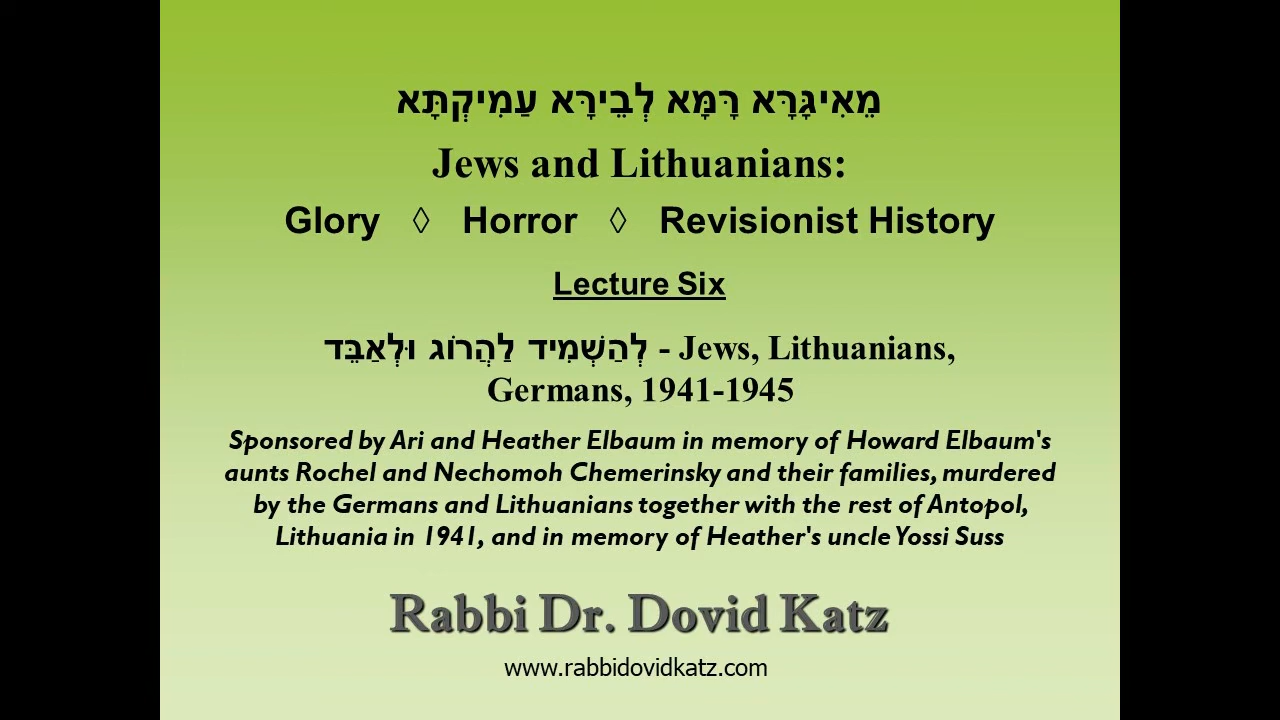 מֵאִיגָּרָא רָמָּא לְבֵירָּא עַמִיקְתָּא
Jews and Lithuanians:
Glory ◊ Horror ◊ Revisionist History
Lecture Six
לְהַשְׁמִיד לַהֲרוֹג וּלְאַבֵּד - Jews, Lithuanians,
Germans, 1941-1945
Sponsored by Ari and Heather Elbaum in memory of Howard Elbaum's
aunts Rochel and Nechomoh Chemerinsky and their families, murdered
by the Germans and Lithuanians together with the rest of Antopol,
Lithuania in 1941, and in memory of Heather's uncle Yossi Suss
Rabbi Dr. Dovid Katz
www.rabbidovidkatz.com